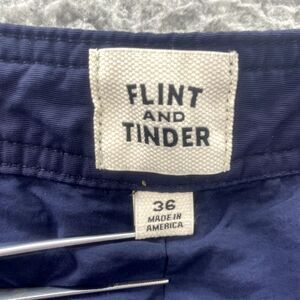 FLINT
AND
TINDER
36
MADE IN
AMERICA